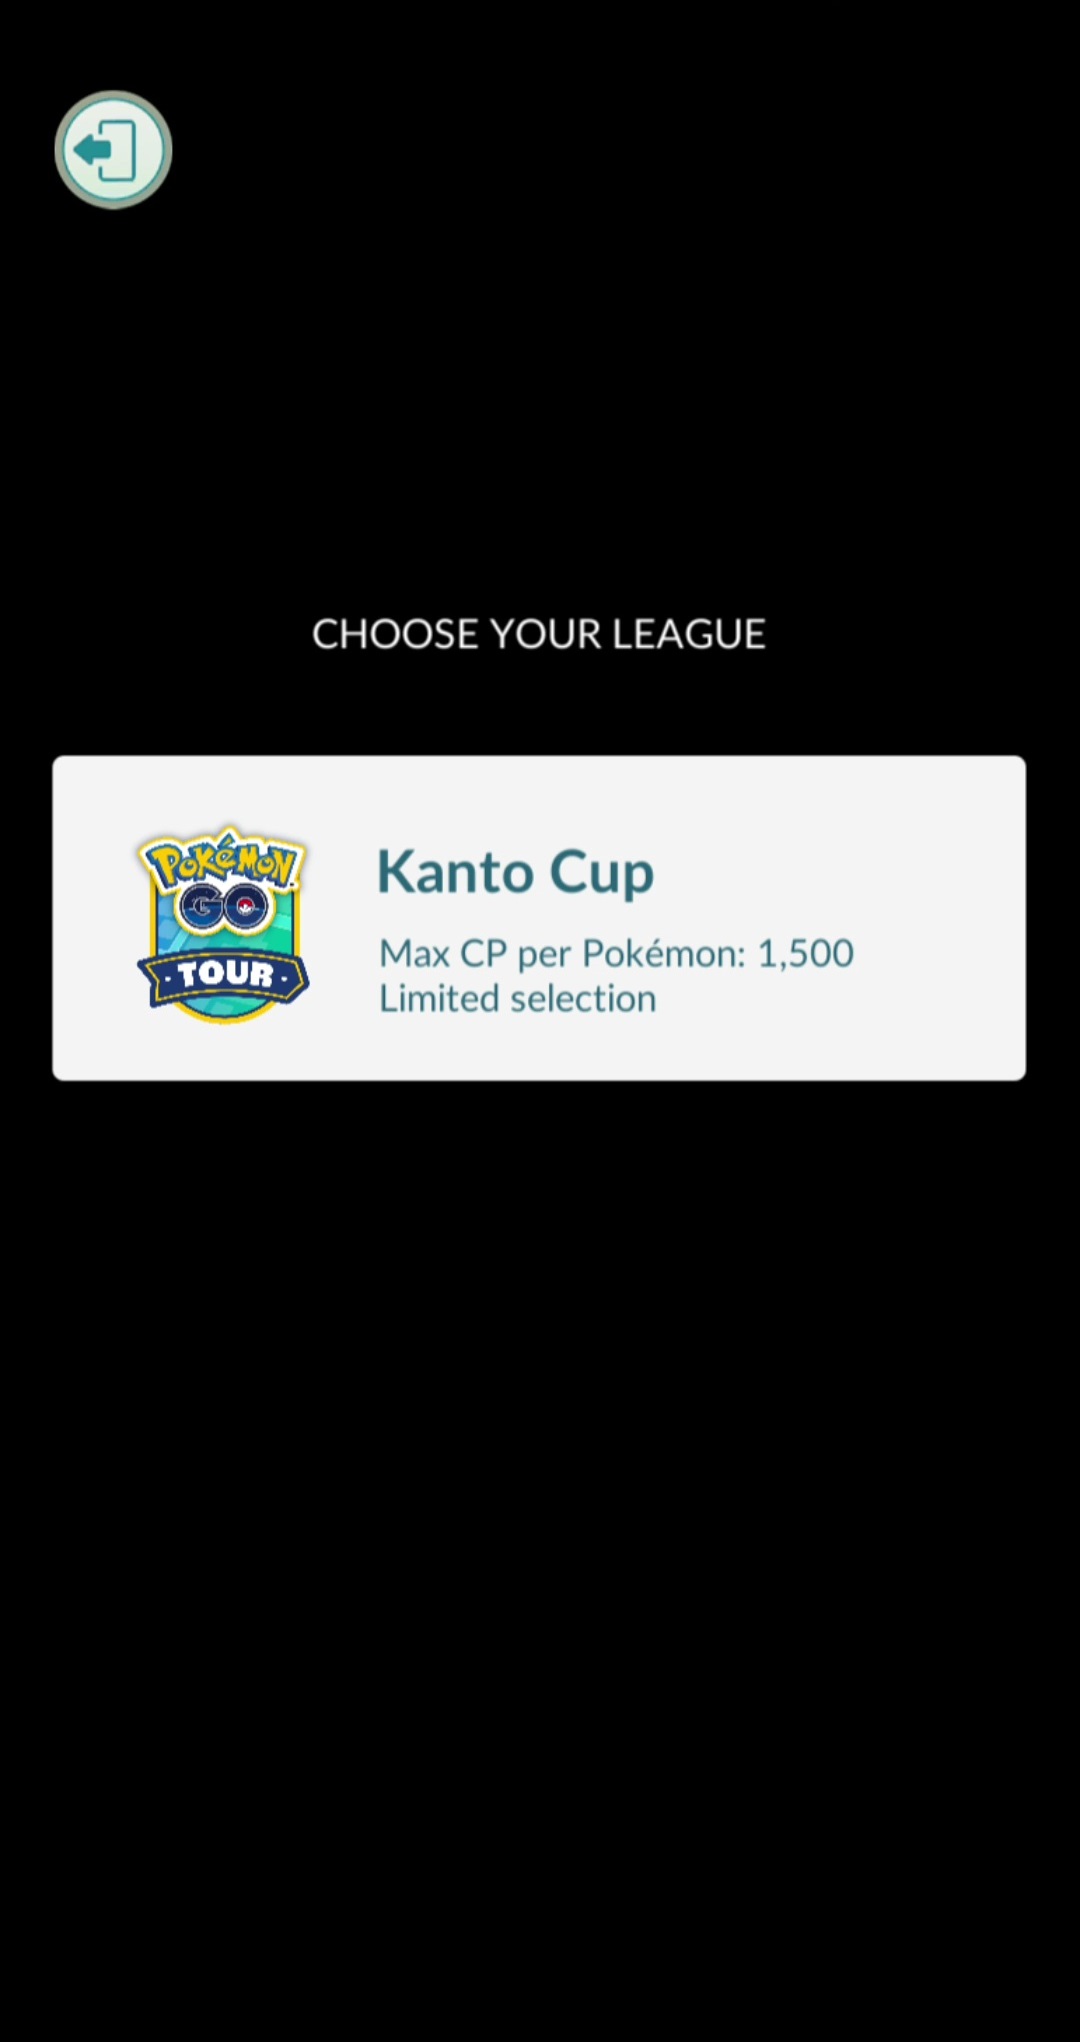 CHOOSE YOUR LEAGUE
POKéMON
GO
TOUR
Kanto Cup
Max CP per Pokémon: 1,500
Limited selection